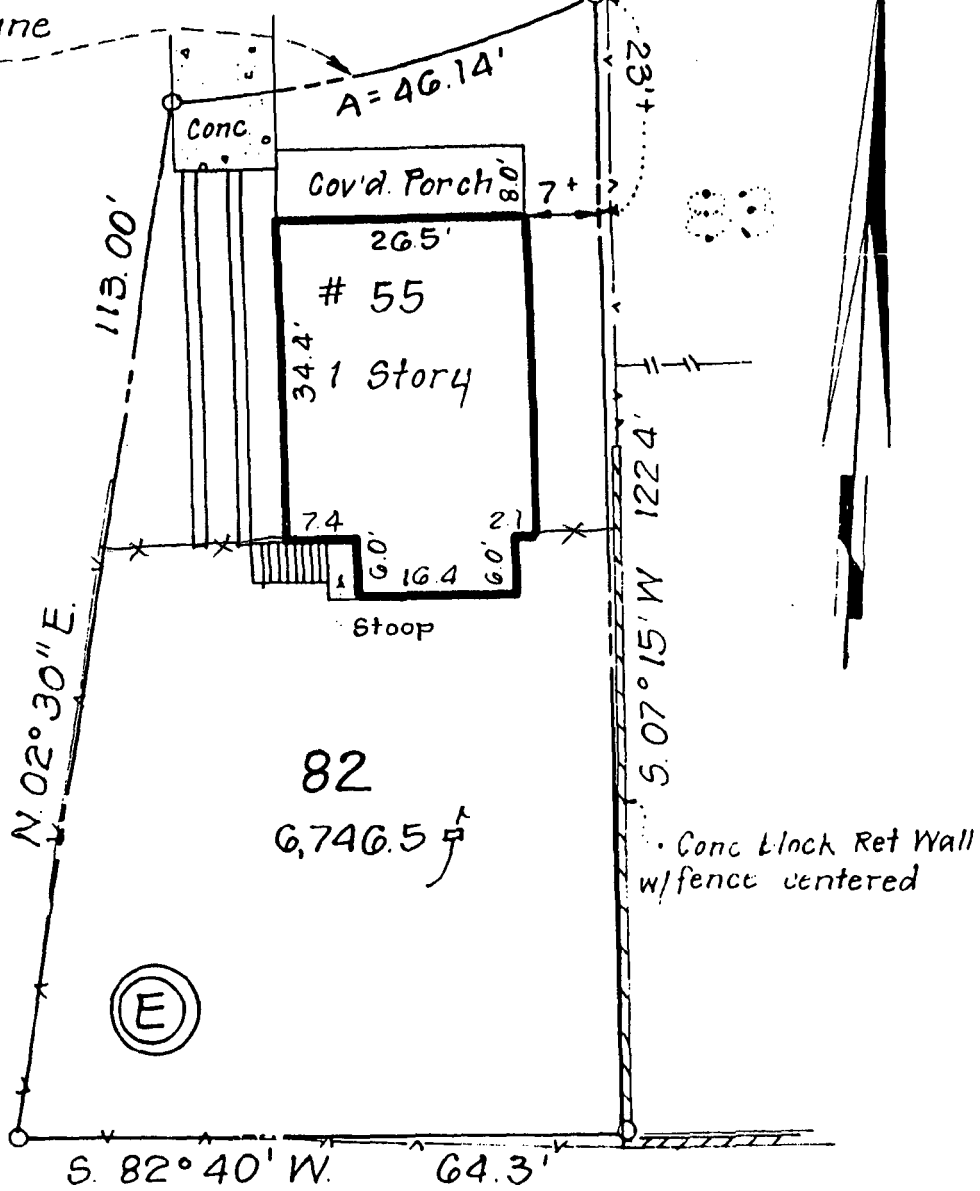 A = 46.14'
23'+
Conc.
Cov'd. Porch
8.0'
7+
26.5'
# 55
113.00'
34.4'
1 Story
122 4'
7.4
2.1
6.0'
16.4
6.0'
Stoop
N. 02° 30" E.
S. 07° 15' W
82
6,746.5
Conc Block Ret Wall
w/fence centered
E
S. 82° 40' W. 64.3'